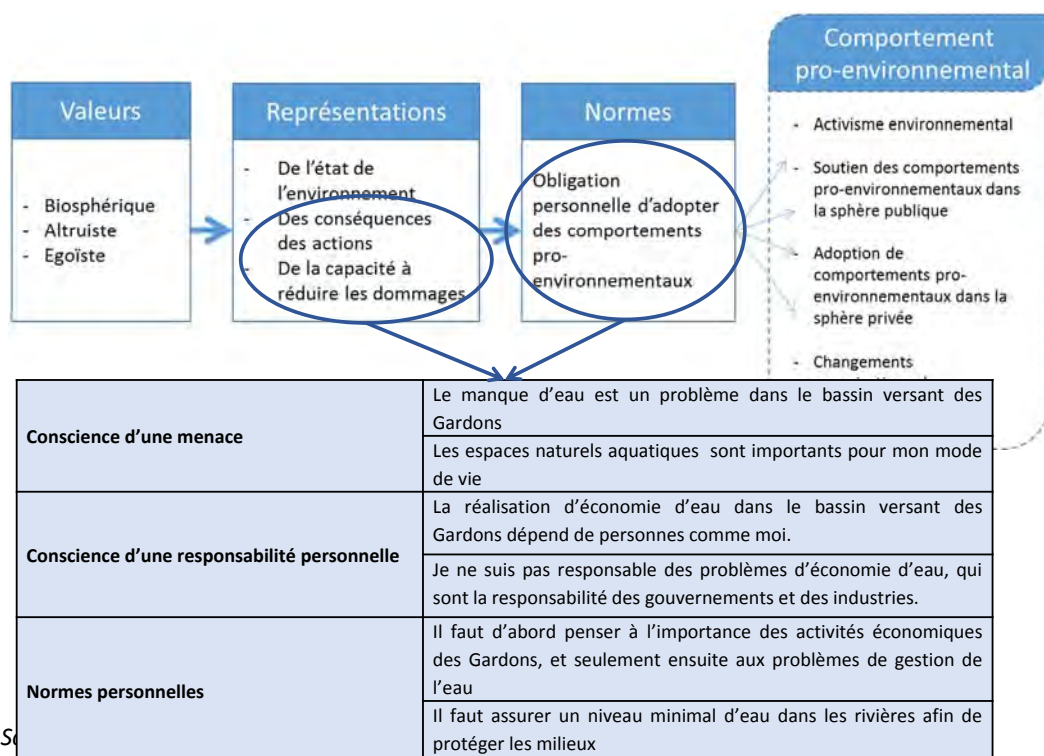 Valeurs
- Biosphérique
- Altruiste
- Egoïste
Représentations
- De l'état de
l'environnement
- Des conséquences
des actions
- De la capacité à
réduire les dommages
Normes
Obligation
personnelle d'adopter
des comportements
pro-
environnementaux
Comportement
pro-environnemental
- Activisme environnemental
- Soutien des comportements
pro-environnementaux dans
la sphère publique
- Adoption de
comportements pro-
environnementaux dans la
sphère privée
- Changements
Conscience d'une menace
Le manque d'eau est un problème dans le bassin versant des
Gardons
Les espaces naturels aquatiques sont importants pour mon mode
de vie
Conscience d'une responsabilité personnelle
La réalisation d'économie d'eau dans le bassin versant des
Gardons dépend de personnes comme moi.
Je ne suis pas responsable des problèmes d'économie d'eau, qui
sont la responsabilité des gouvernements et des industries.
Normes personnelles
Il faut d'abord penser à l'importance des activités économiques
des Gardons, et seulement ensuite aux problèmes de gestion de
l'eau
Il faut assurer un niveau minimal d'eau dans les rivières afin de
protéger les milieux